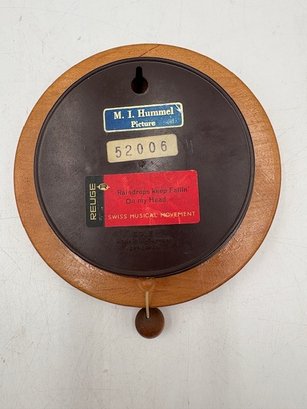 M. I. Hummel
Picture
52006
REUGE
Raindrops keep Fallin'
On my Head
SWISS MUSICAL MOVEMENT